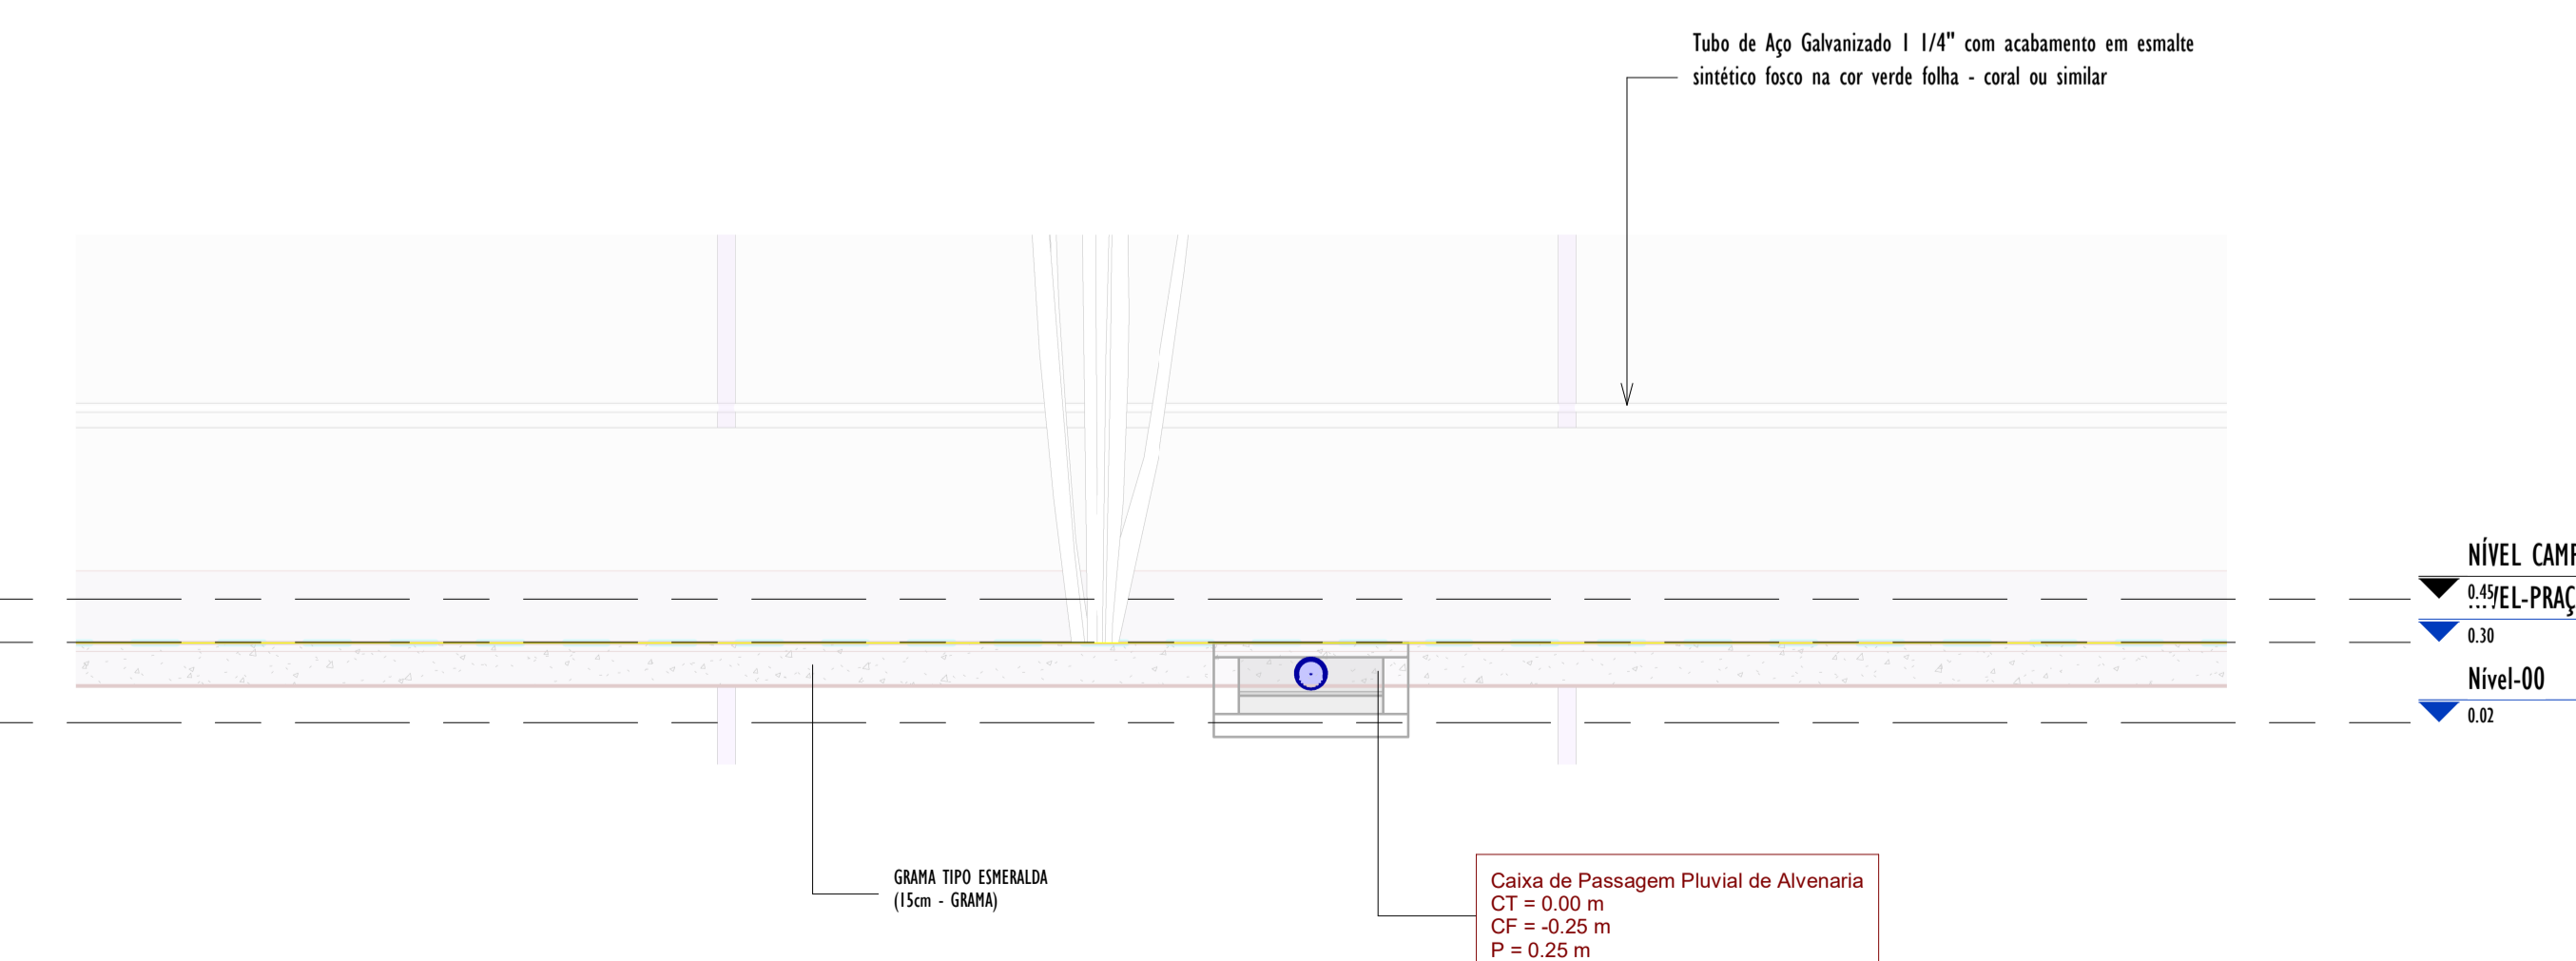 Tubo de Aço Galvanizado 1 1/4" com acabamento em esmalte
sintético fosco na cor verde folha - coral ou similar
NÍVEL CAMP
0.45
...VEL-PRAÇ
0.30
Nível-00
0.02
GRAMA TIPO ESMERALDA
(15cm - GRAMA)
Caixa de Passagem Pluvial de Alvenaria
CT = 0.00 m
CF = -0.25 m
P = 0.25 m